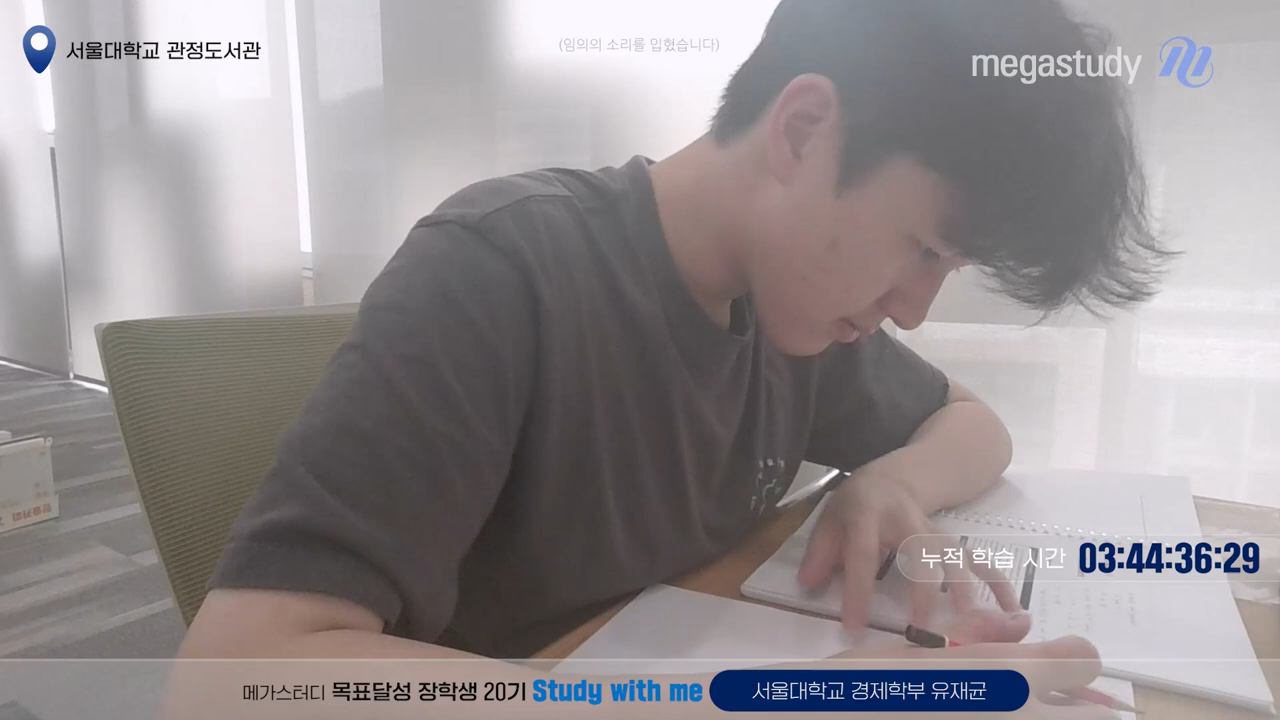 서울대학교 관정도서관
(임의의 소리를 입혔습니다)
megastudy
누적 학습 시간 03:44:36:29
메가스터디 목표달성 장학생 20기 Study with me 서울대학교 경제학부 유재균